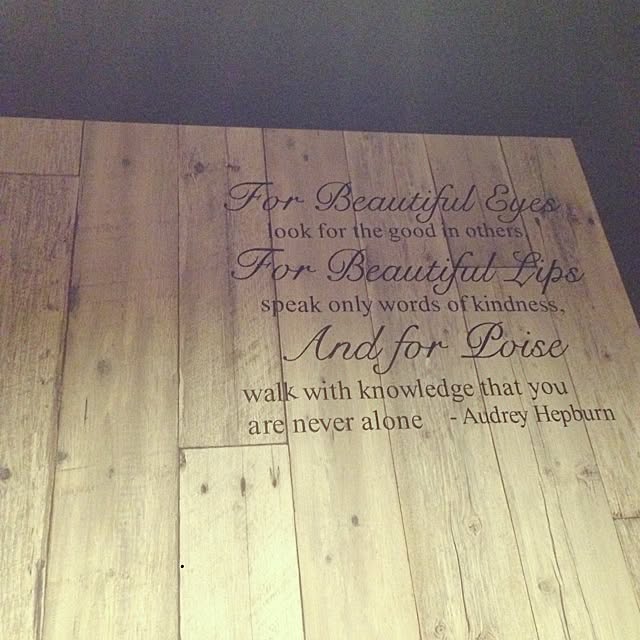 For Beautiful Eyes
look for the good in others,
For Beautiful Lips
speak only words of kindness,
And for Poise
walk with knowledge that you
are never alone - Audrey Hepburn